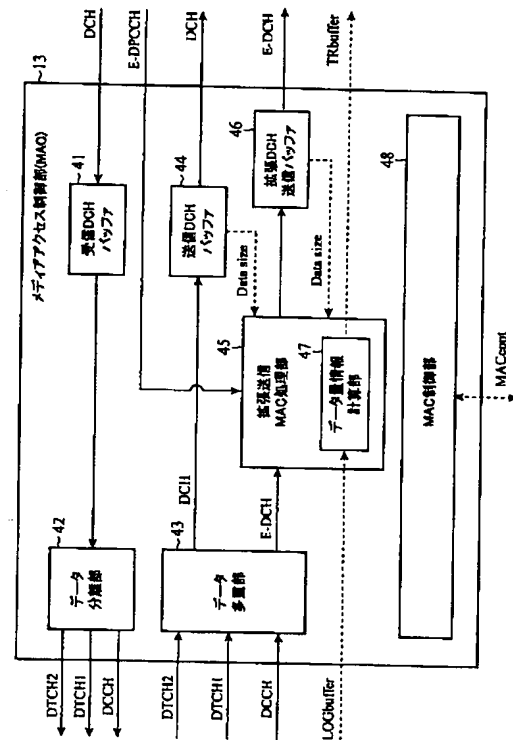 13
メディアアクセス制御部(MAC)
DCH
E-DPCCH
DCH
E-DCH
TRbuffer
41
受信DCH
バッファ
44
送信DCH
バッファ
46
拡張DCH
送信バッファ
Data size
Data size
45
拡張送信
MAC処理部
47
データ量情報
計算部
48
MAC制御部
MACcont
42
データ
分離部
43
データ
多重部
DCH
E-DCH
DTCH2
DTCH1
DCCH
DTCH2
DTCH1
DCCH
LOGbuffer